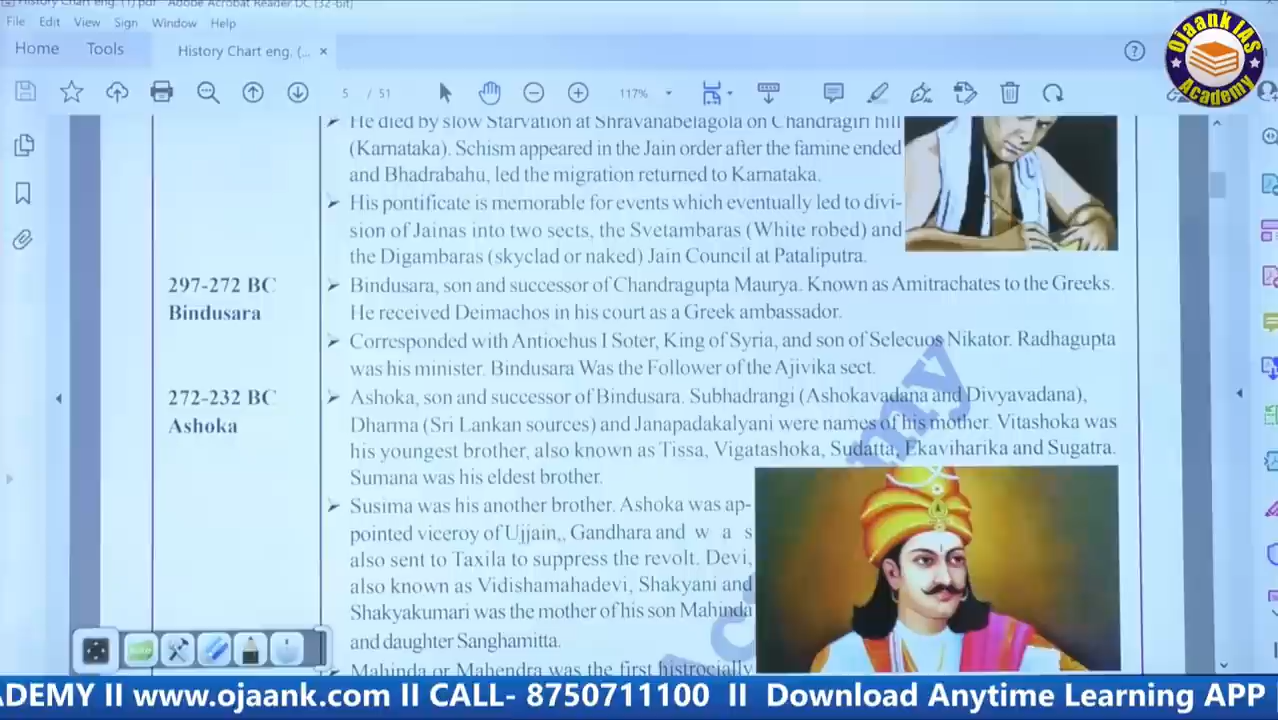 History Chart eng. (1).pdf - Adobe Acrobat Reader DC (32-bit)
File Edit View Sign Window Help
Home Tools History Chart eng. (... ×
5 / 51 117%
Ojaank IAS Academy
He died by slow Starvation at Shravanabelagola on Chandragiri hill
(Karnataka). Schism appeared in the Jain order after the famine ended
and Bhadrabahu, led the migration returned to Karnataka.
➢ His pontificate is memorable for events which eventually led to divi-
sion of Jainas into two sects, the Svetambaras (White robed) and
the Digambaras (skyclad or naked) Jain Council at Pataliputra.
297-272 BC
Bindusara
➢ Bindusara, son and successor of Chandragupta Maurya. Known as Amitrachates to the Greeks.
He received Deimachos in his court as a Greek ambassador.
➢ Corresponded with Antiochus I Soter, King of Syria, and son of Selecuos Nikator. Radhagupta
was his minister. Bindusara Was the Follower of the Ajivika sect.
272-232 BC
Ashoka
➢ Ashoka, son and successor of Bindusara. Subhadrangi (Ashokavadana and Divyavadana),
Dharma (Sri Lankan sources) and Janapadakalyani were names of his mother. Vitashoka was
his youngest brother, also known as Tissa, Vigatashoka, Sudatta, Ekaviharika and Sugatra.
Sumana was his eldest brother.
➢ Susima was his another brother. Ashoka was ap-
pointed viceroy of Ujjain,, Gandhara and w a s
also sent to Taxila to suppress the revolt. Devi,
also known as Vidishamahadevi, Shakyani and
Shakyakumari was the mother of his son Mahinda
and daughter Sanghamitta.
➢ Mahinda or Mahendra was the first histrocially
ADEMY II www.ojaank.com II CALL- 8750711100 II Download Anytime Learning APP